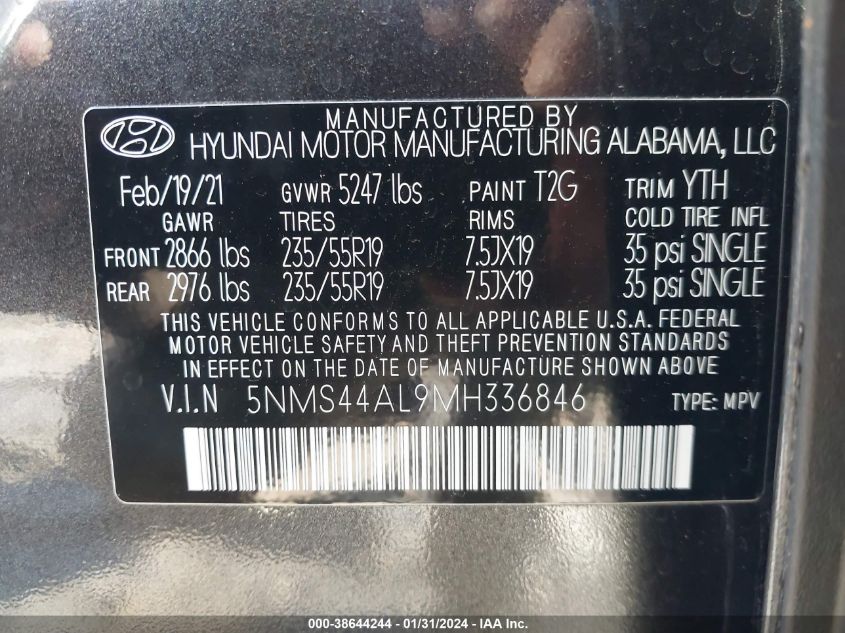 MANUFACTURED BY
HYUNDAI MOTOR MANUFACTURING ALABAMA, LLC
Feb/19/21 GVWR 5247 lbs PAINT T2G TRIM YTH
GAWR TIRES RIMS COLD TIRE INFL
FRONT 2866 lbs 235/55R19 7.5JX19 35 psi SINGLE
REAR 2976 lbs 235/55R19 7.5JX19 35 psi SINGLE
THIS VEHICLE CONFORMS TO ALL APPLICABLE U.S.A. FEDERAL
MOTOR VEHICLE SAFETY AND THEFT PREVENTION STANDARDS
IN EFFECT ON THE DATE OF MANUFACTURE SHOWN ABOVE
V.I.N 5NMS44AL9MH336846 TYPE: MPV
000-38644244 - 01/31/2024 - IAA Inc.